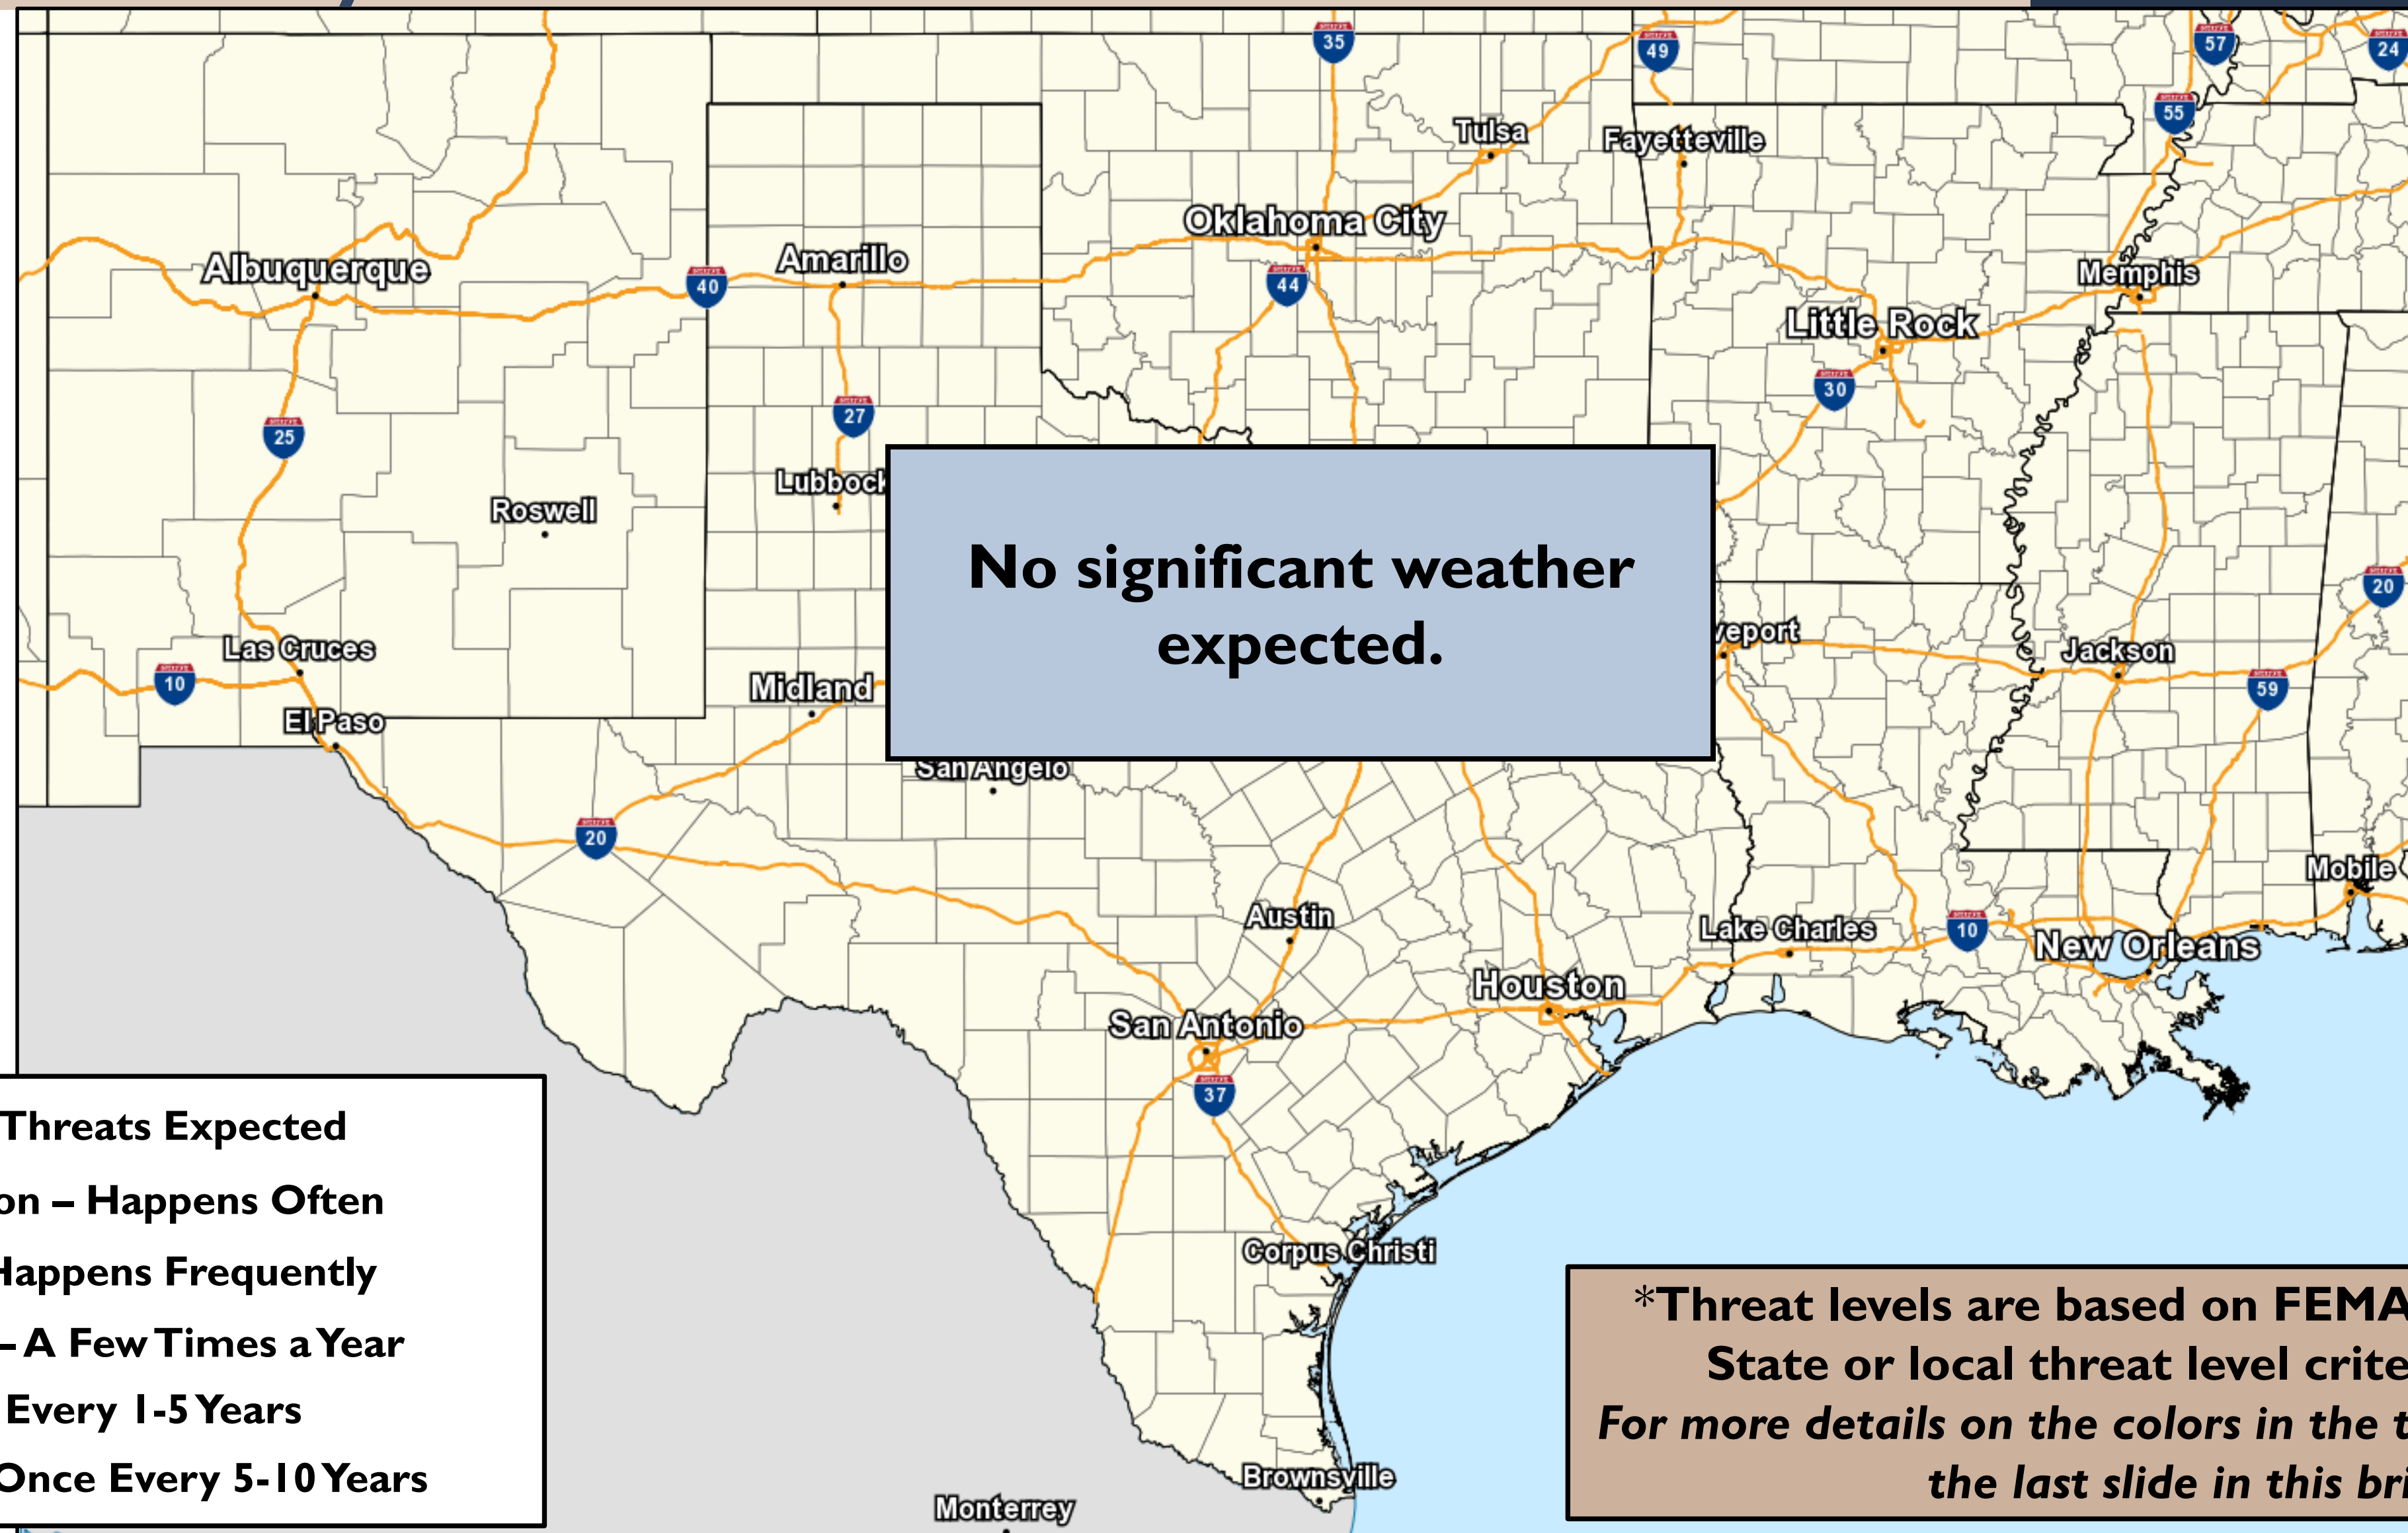 35
49
57
24
55
Tulsa
Fayetteville
Oklahoma City
Albuquerque
Amarillo
40
44
Memphis
Little Rock
30
27
25
Lubbock
Roswell
No significant weather
expected.
20
veport
Las Cruces
Jackson
10
Midland
59
El Paso
San Angelo
20
Mobile
Austin
Lake Charles
10
New Orleans
Houston
San Antonio
37
Threats Expected
on – Happens Often
Happens Frequently
– A Few Times a Year
Every 1-5 Years
Once Every 5-10 Years
Corpus Christi
*Threat levels are based on FEMA
State or local threat level crite
For more details on the colors in the t
the last slide in this bri
Brownsville
Monterrey